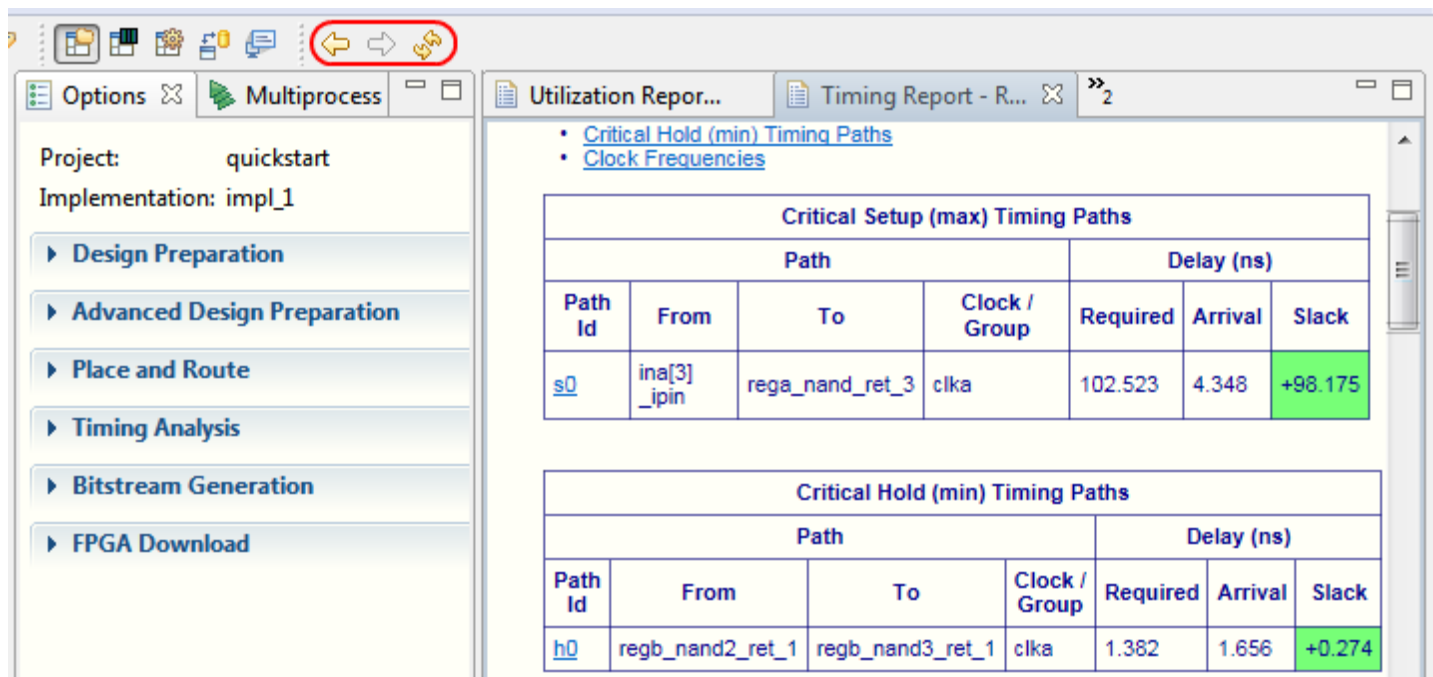 Options
Multiprocess
Utilization Repor...
Timing Report - R...
»2
Project: quickstart
Implementation: impl_1
Design Preparation
Advanced Design Preparation
Place and Route
Timing Analysis
Bitstream Generation
FPGA Download
• Critical Hold (min) Timing Paths
• Clock Frequencies
Critical Setup (max) Timing Paths
Path Delay (ns)
Path Id From To Clock / Group Required Arrival Slack
s0 ina[3]_ipin rega_nand_ret_3 clka 102.523 4.348 +98.175
Critical Hold (min) Timing Paths
Path Delay (ns)
Path Id From To Clock / Group Required Arrival Slack
h0 regb_nand2_ret_1 regb_nand3_ret_1 clka 1.382 1.656 +0.274